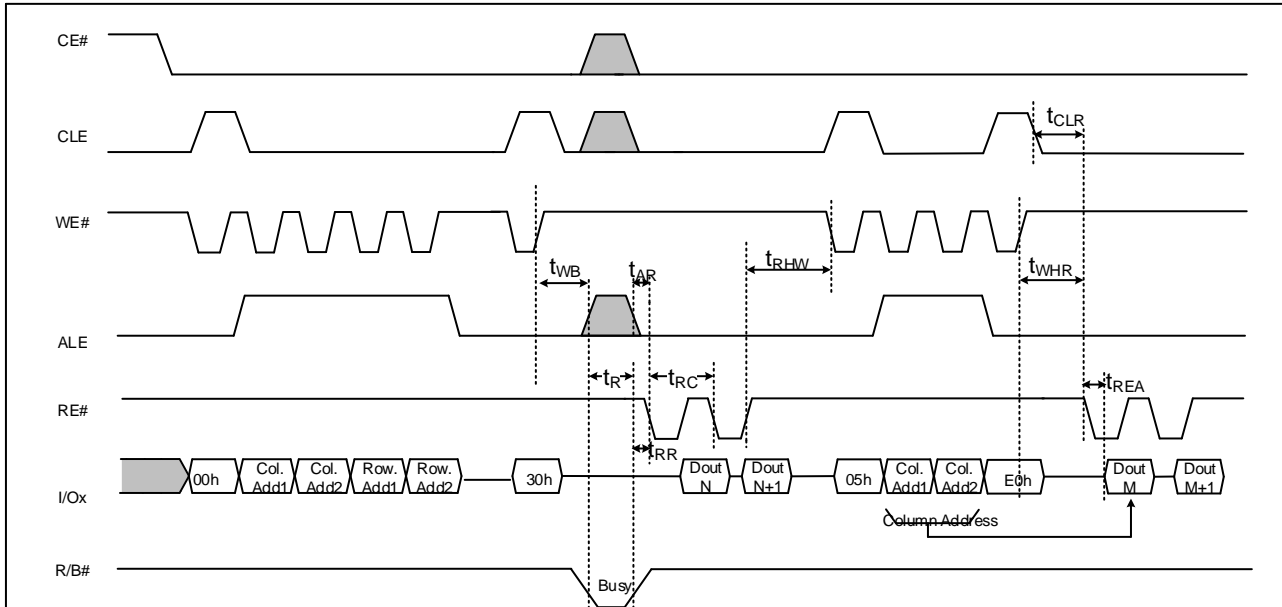 CE#
CLE
tCLR
WE#
tWB
tAR
tRHW
tWHR
ALE
tR
tRC
tREA
RE#
tRR
I/Ox
00h
Col. Add1
Col. Add2
Row. Add1
Row. Add2
30h
Dout N
Dout N+1
05h
Col. Add1
Col. Add2
E0h
Dout M
Dout M+1
Column Address
R/B#
Busy